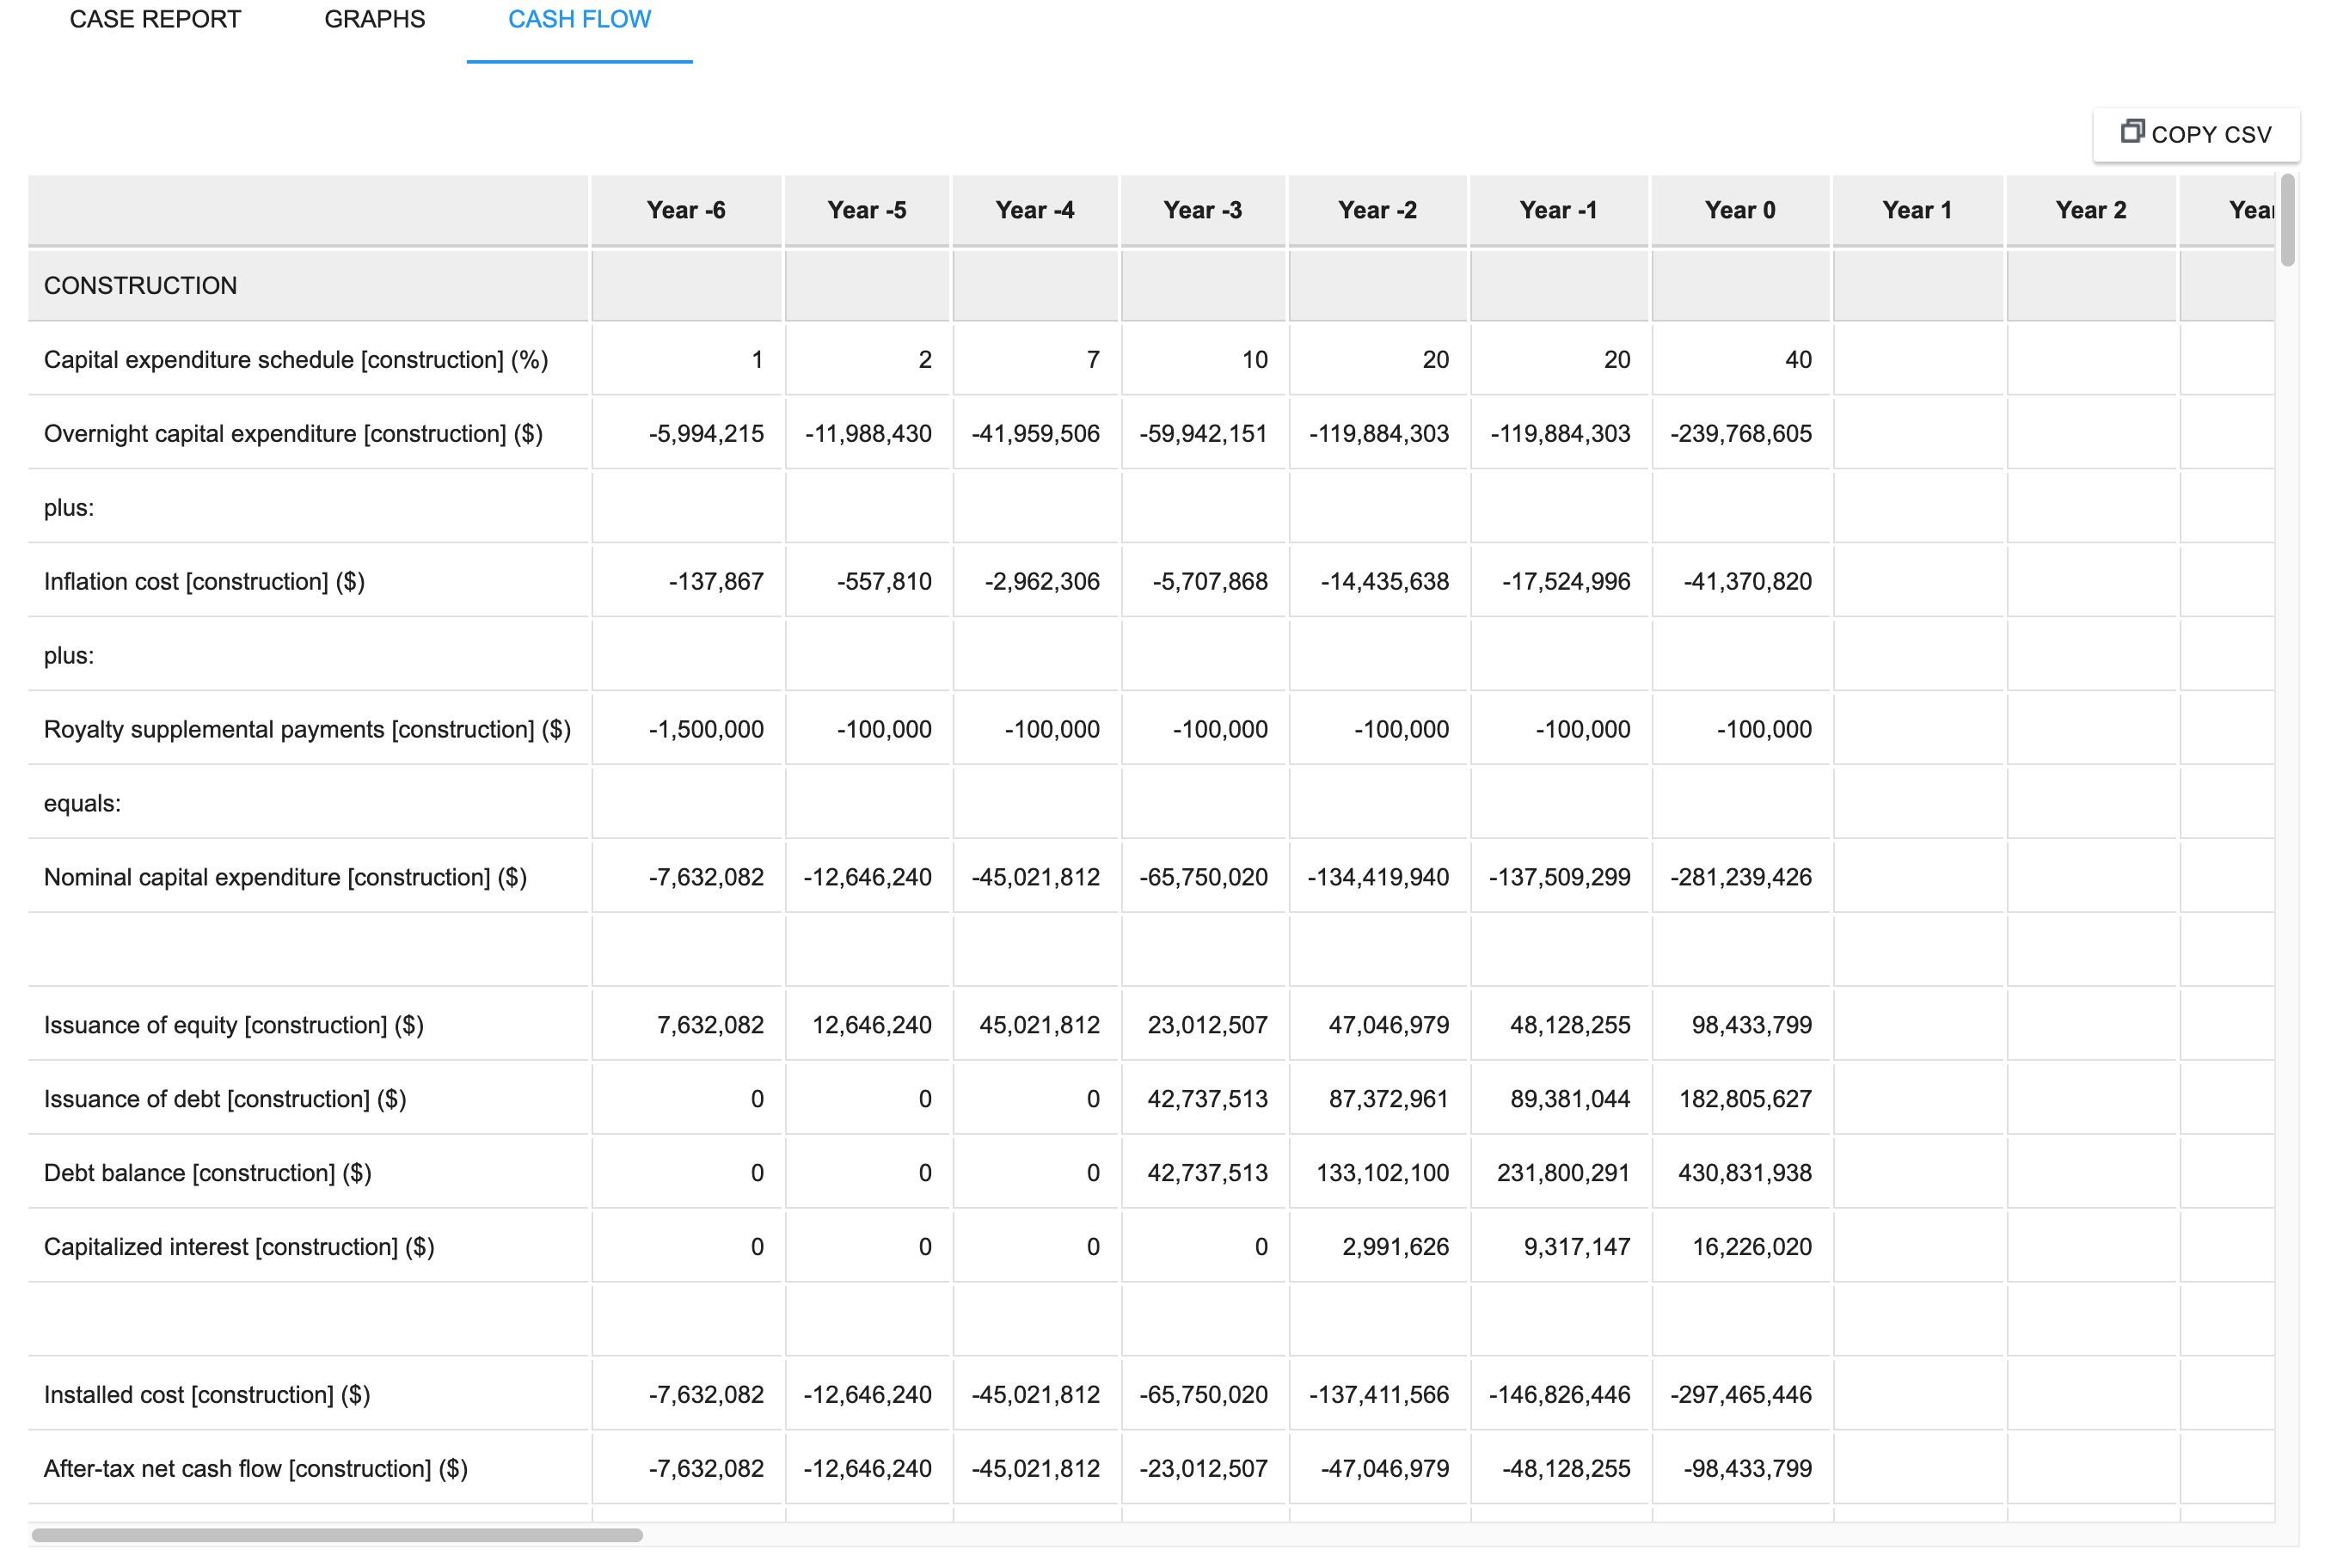 CASE REPORT GRAPHS CASH FLOW
COPY CSV
Year -6 Year -5 Year -4 Year -3 Year -2 Year -1 Year 0 Year 1 Year 2 Year
CONSTRUCTION
Capital expenditure schedule [construction] (%) 1 2 7 10 20 20 40
Overnight capital expenditure [construction] ($) -5,994,215 -11,988,430 -41,959,506 -59,942,151 -119,884,303 -119,884,303 -239,768,605
plus:
Inflation cost [construction] ($) -137,867 -557,810 -2,962,306 -5,707,868 -14,435,638 -17,524,996 -41,370,820
plus:
Royalty supplemental payments [construction] ($) -1,500,000 -100,000 -100,000 -100,000 -100,000 -100,000 -100,000
equals:
Nominal capital expenditure [construction] ($) -7,632,082 -12,646,240 -45,021,812 -65,750,020 -134,419,940 -137,509,299 -281,239,426
Issuance of equity [construction] ($) 7,632,082 12,646,240 45,021,812 23,012,507 47,046,979 48,128,255 98,433,799
Issuance of debt [construction] ($) 0 0 0 42,737,513 87,372,961 89,381,044 182,805,627
Debt balance [construction] ($) 0 0 0 42,737,513 133,102,100 231,800,291 430,831,938
Capitalized interest [construction] ($) 0 0 0 0 2,991,626 9,317,147 16,226,020
Installed cost [construction] ($) -7,632,082 -12,646,240 -45,021,812 -65,750,020 -137,411,566 -146,826,446 -297,465,446
After-tax net cash flow [construction] ($) -7,632,082 -12,646,240 -45,021,812 -23,012,507 -47,046,979 -48,128,255 -98,433,799